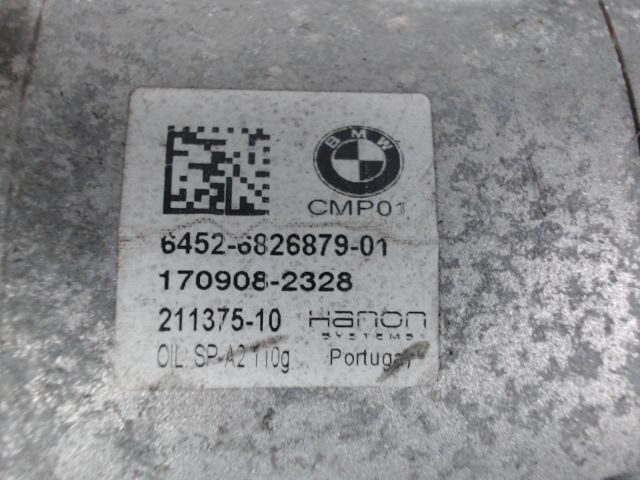 BMW
CMP01
6452-6826879-01
170908-2328
211375-10 Hanon
SYSTEMS
OIL SP-A2 110g Portugal